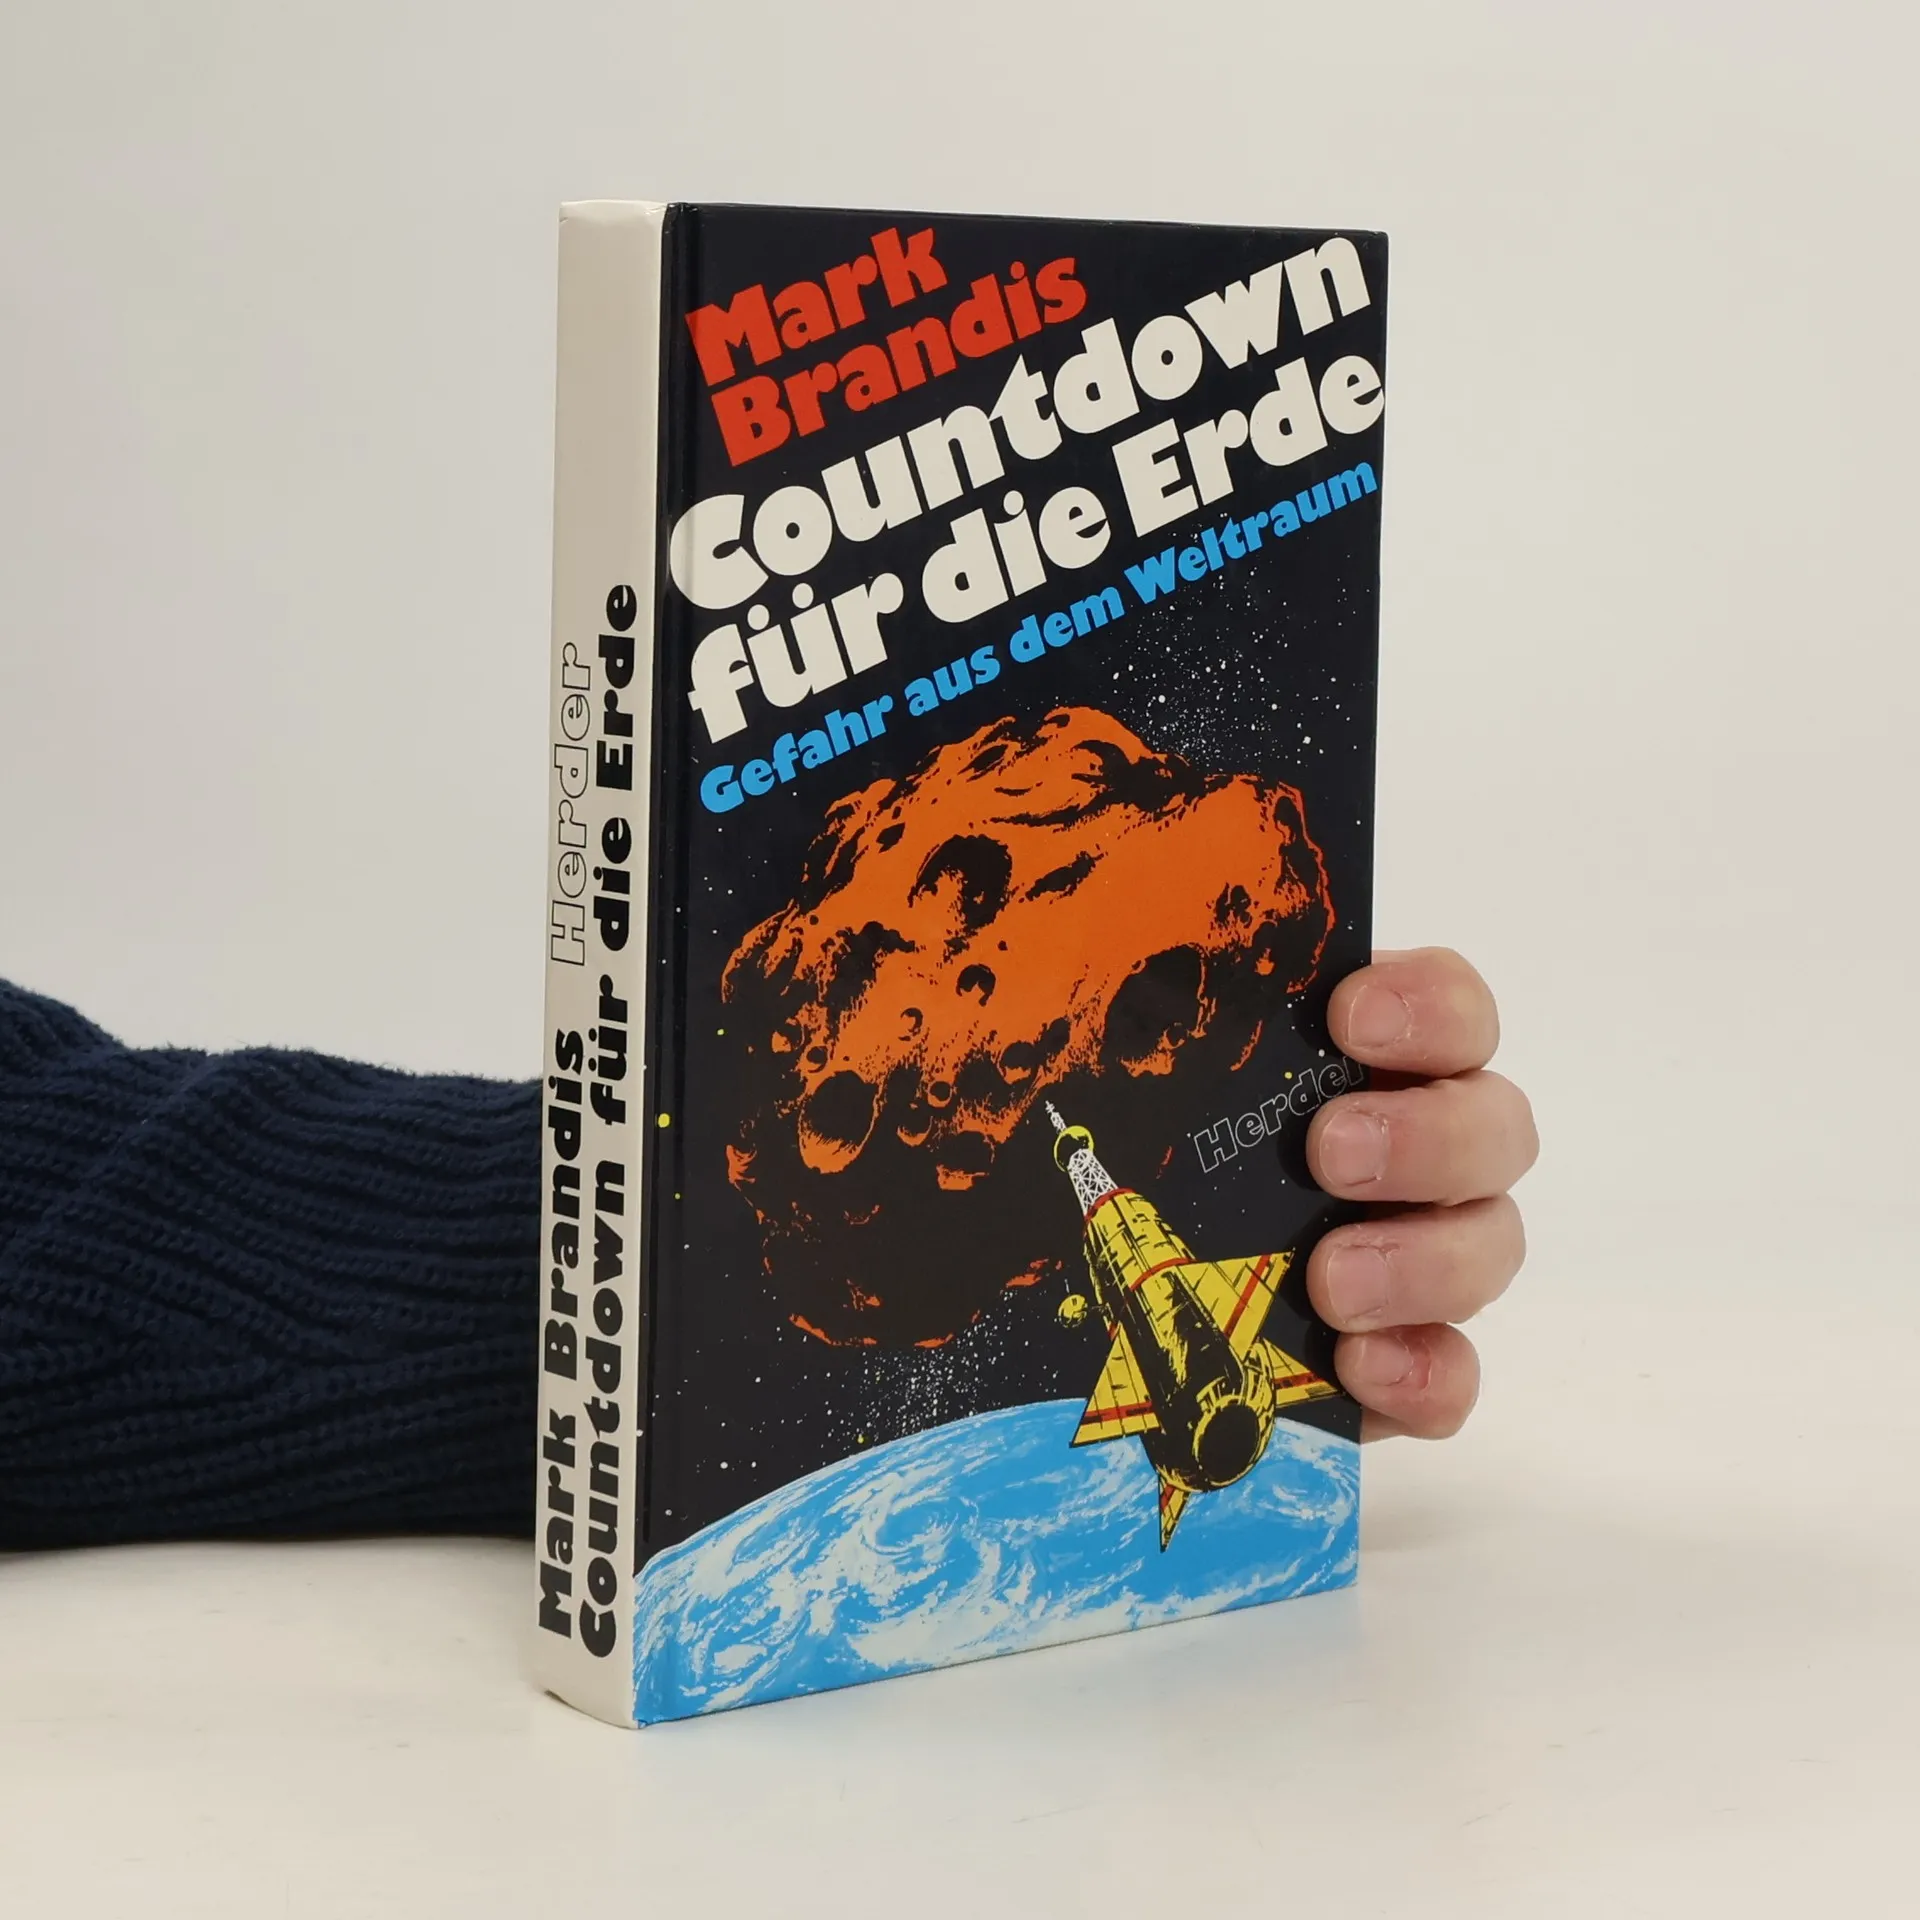 Mark
Brandis
Countdown
für die Erde
Gefahr aus dem Weltraum
Herder
Mark Brandis Herder
Countdown für die Erde